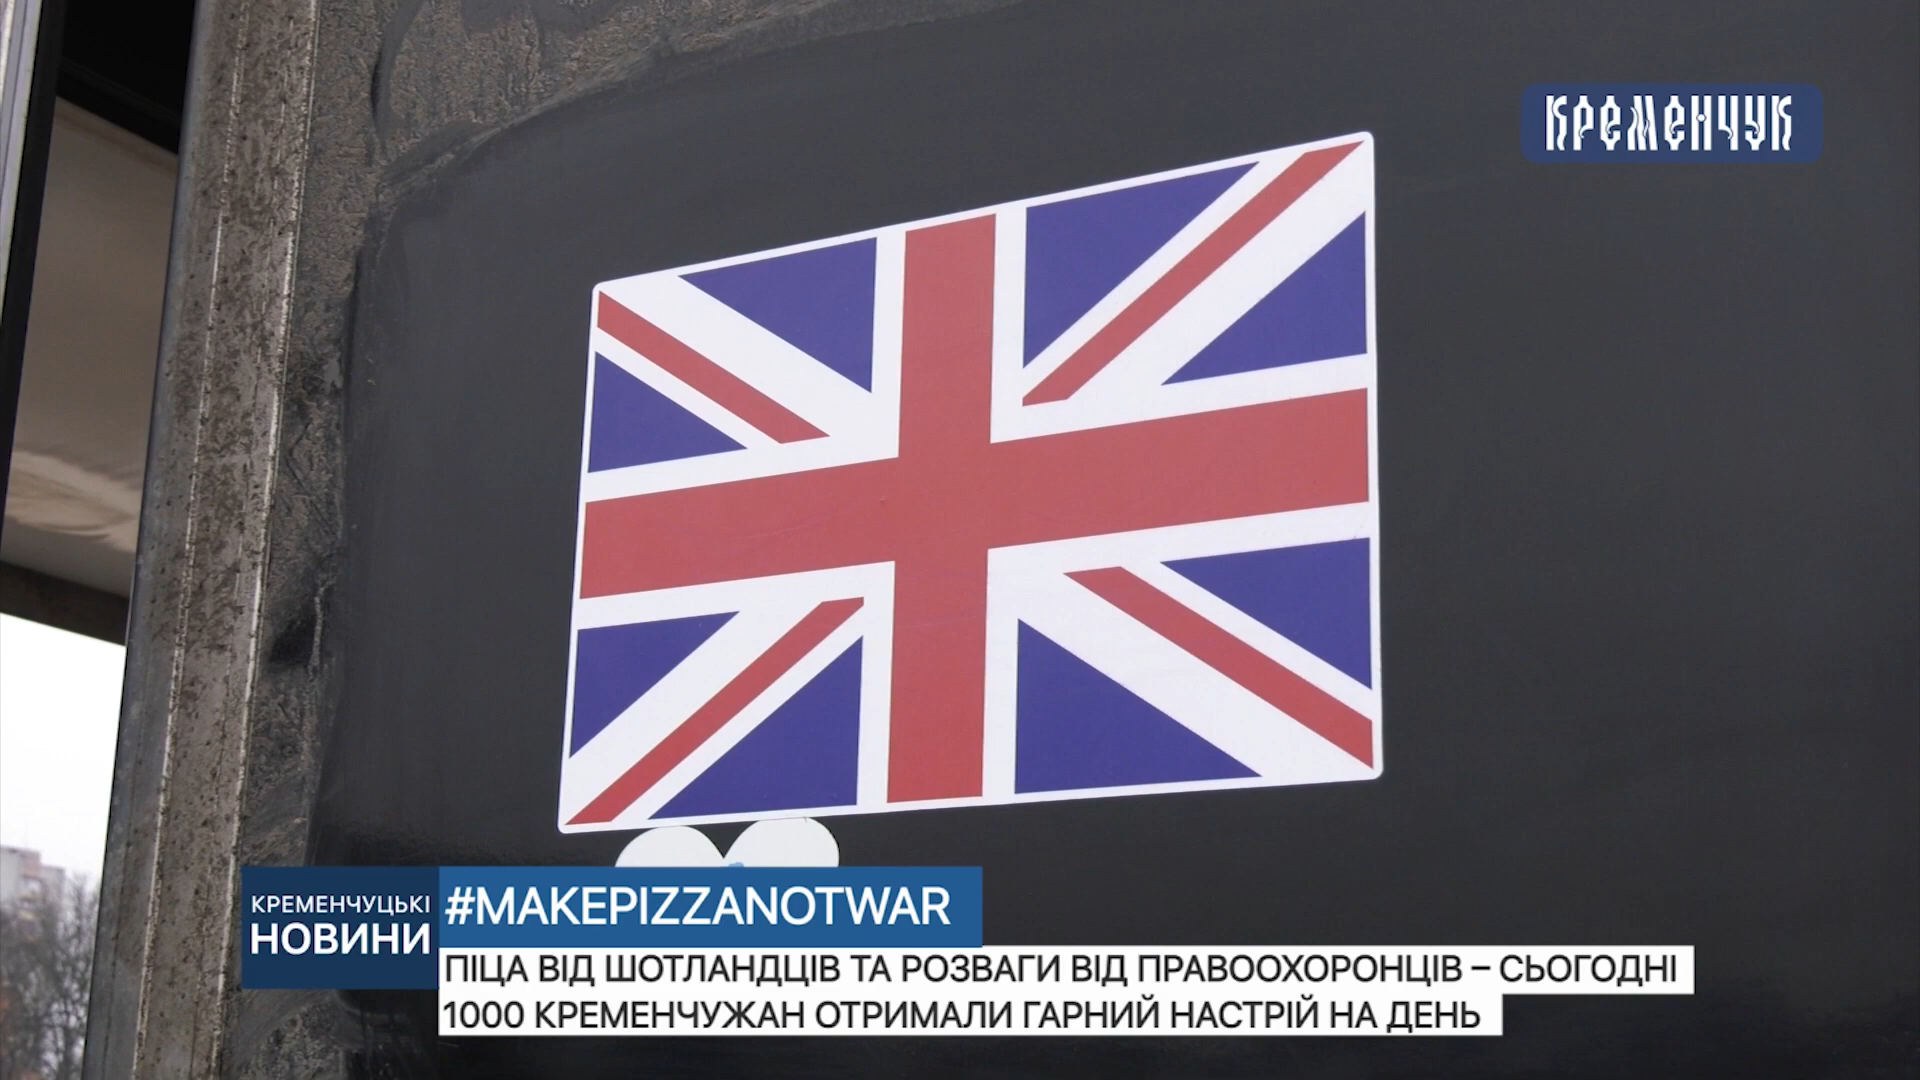 КРЕМЕНЧУК
КРЕМЕНЧУЦЬКІ
НОВИНИ
#MAKEPIZZANOTWAR
ПІЦА ВІД ШОТЛАНДЦІВ ТА РОЗВАГИ ВІД ПРАВООХОРОНЦІВ – СЬОГОДНІ
1000 КРЕМЕНЧУЖАН ОТРИМАЛИ ГАРНИЙ НАСТРІЙ НА ДЕНЬ